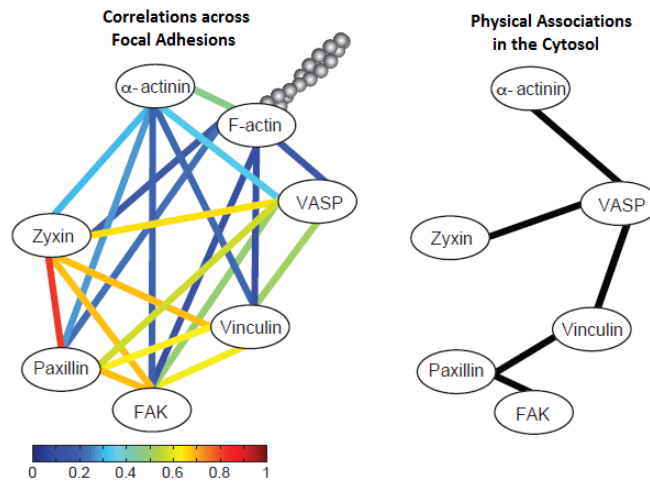 Correlations across
Focal Adhesions
α- actinin
F-actin
VASP
Zyxin
Vinculin
Paxillin
FAK
0 0.2 0.4 0.6 0.8 1
Physical Associations
in the Cytosol
α- actinin
VASP
Zyxin
Vinculin
Paxillin
FAK